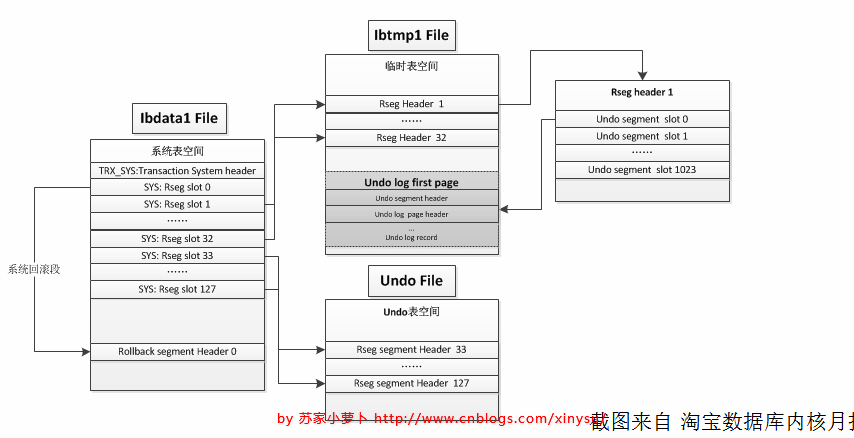 Ibdata1 File
系统表空间
TRX_SYS:Transaction System header
SYS: Rseg slot 0
SYS: Rseg slot 1
······
SYS: Rseg slot 32
SYS: Rseg slot 33
······
SYS: Rseg slot 127
Rollback segment Header 0
系统回滚段
Ibtmp1 File
临时表空间
Rseg Header 1
······
Rseg Header 32
Undo log first page
Undo segment header
Undo log page header
...
Undo log record
Rseg header 1
Undo segment slot 0
Undo segment slot 1
······
Undo segment slot 1023
Undo File
Undo表空间
Rseg segment Header 33
······
Rseg segment Header 127
by 苏家小萝卜 http://www.cnblogs.com/xinysu/
截图来自 淘宝数据库内核月